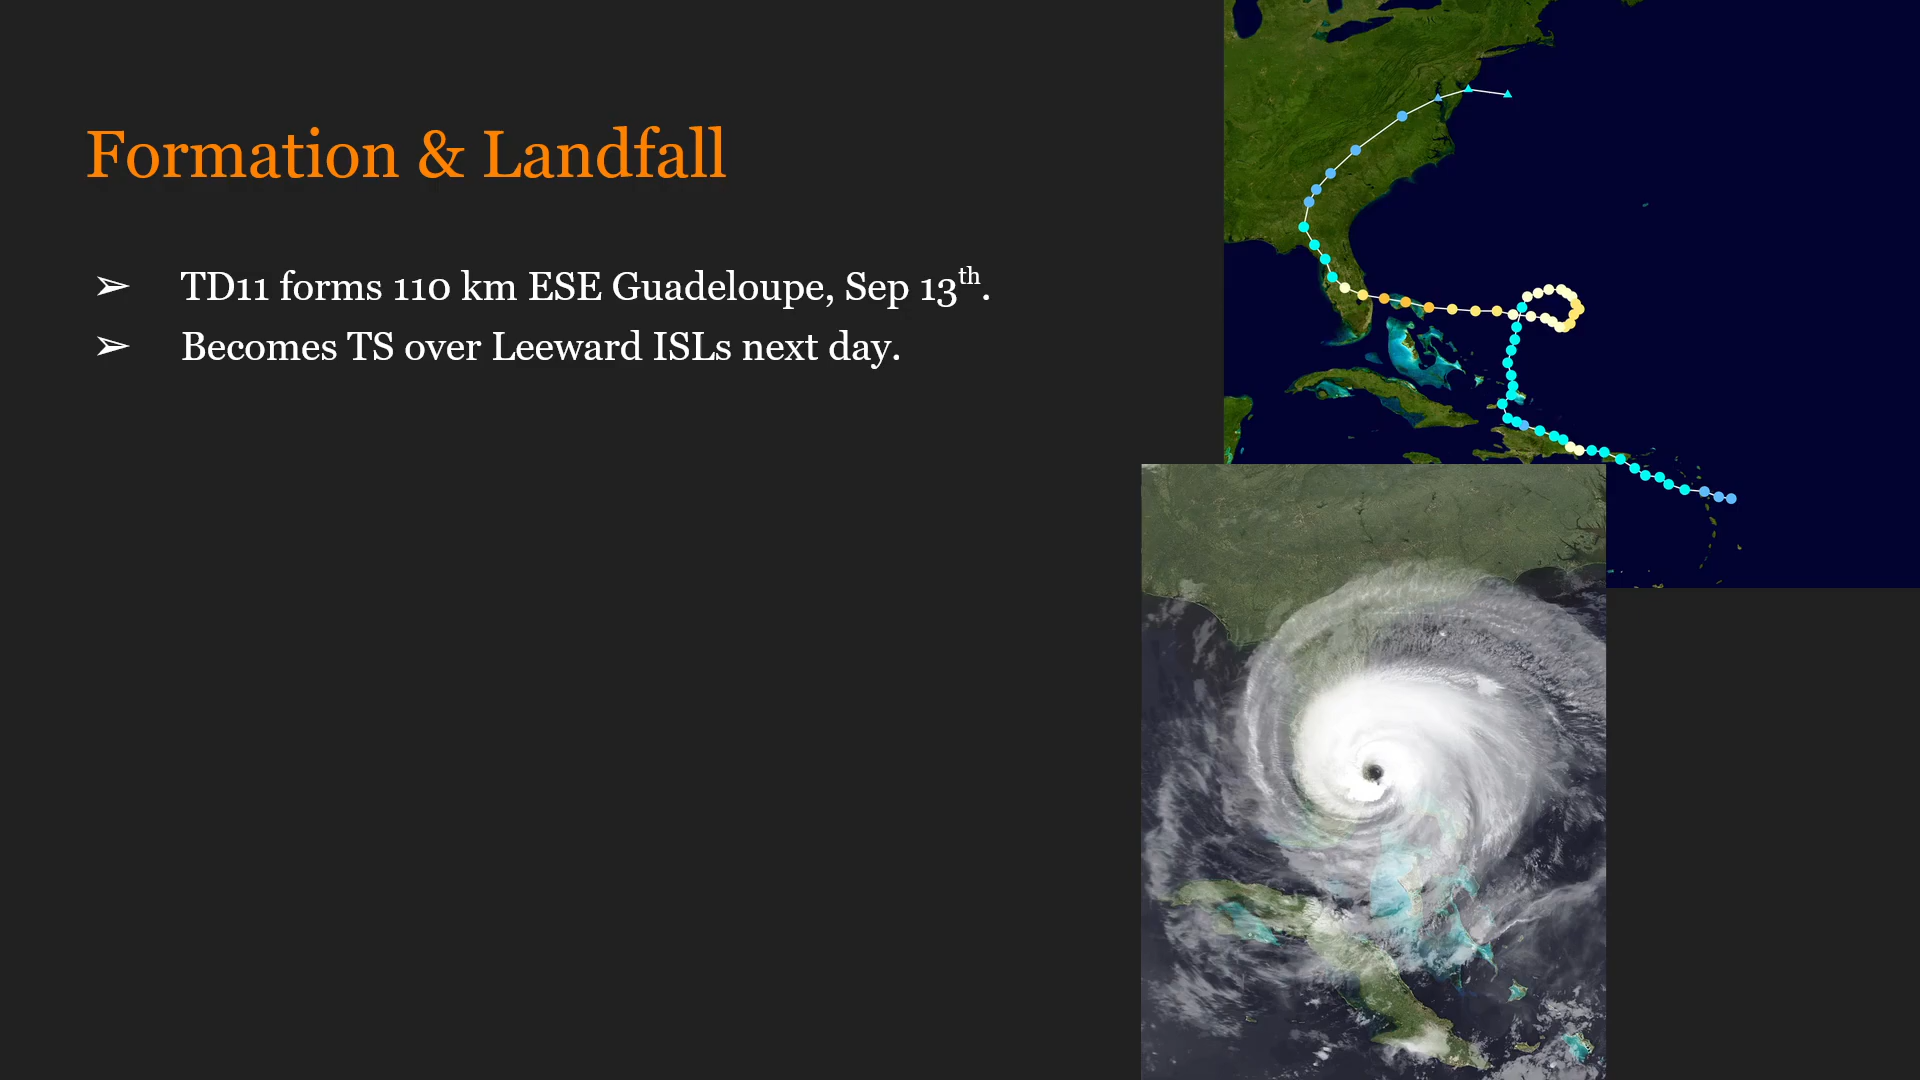 Formation & Landfall
➢ TD11 forms 110 km ESE Guadeloupe, Sep 13th.
➢ Becomes TS over Leeward ISLs next day.